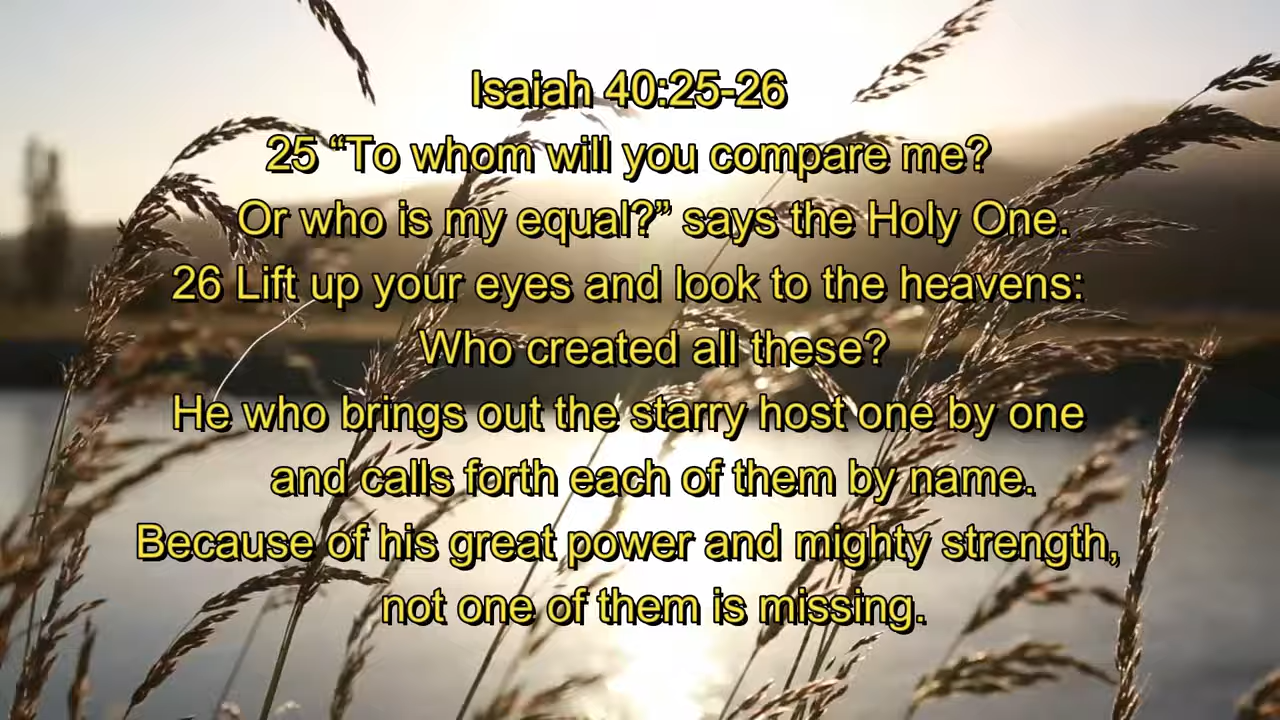 Isaiah 40:25-26
25 “To whom will you compare me?
Or who is my equal?” says the Holy One.
26 Lift up your eyes and look to the heavens:
Who created all these?
He who brings out the starry host one by one
and calls forth each of them by name.
Because of his great power and mighty strength,
not one of them is missing.